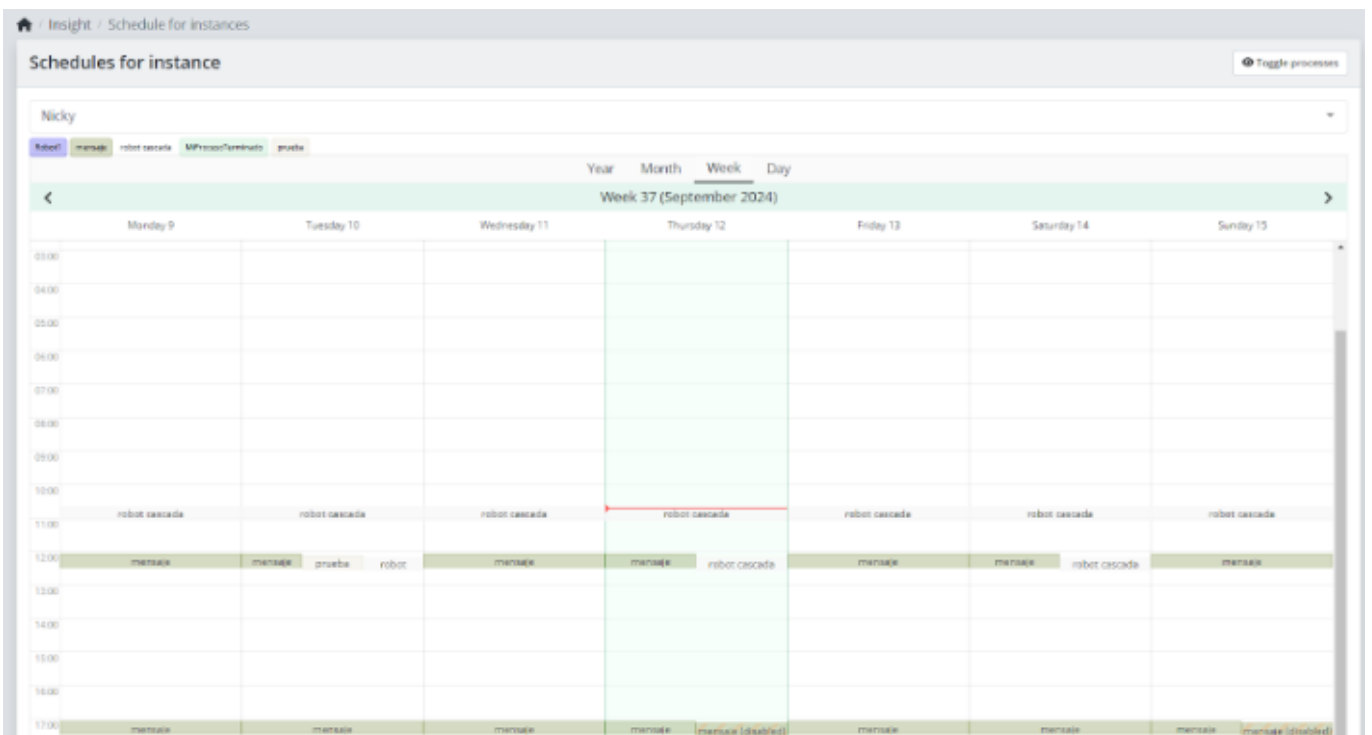 / Insight / Schedule for instances
Schedules for instance
Toggle processes
Nicky
Robot1 mensaje robot cascada MiProcesoTerminado prueba
Year Month Week Day
Week 37 (September 2024)
Monday 9 Tuesday 10 Wednesday 11 Thursday 12 Friday 13 Saturday 14 Sunday 15
03:00
04:00
05:00
06:00
07:00
08:00
09:00
10:00
robot cascada robot cascada robot cascada robot cascada robot cascada robot cascada robot cascada
11:00
12:00 mensaje mensaje prueba robot mensaje mensaje robot cascada mensaje mensaje robot cascada mensaje
13:00
14:00
15:00
16:00
17:00 mensaje mensaje mensaje mensaje mensaje (disabled) mensaje mensaje mensaje mensaje (disabled)